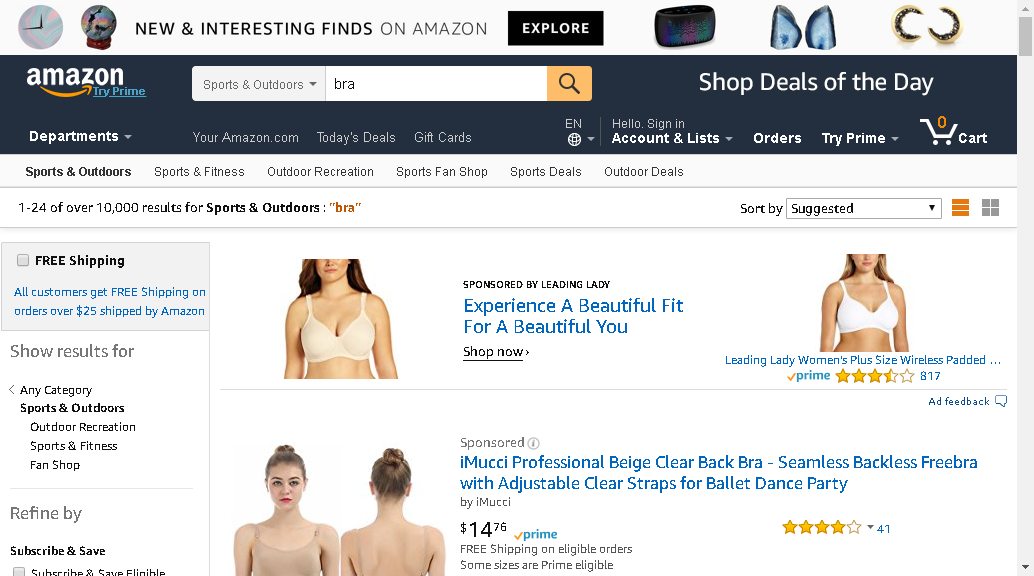 NEW & INTERESTING FINDS ON AMAZON EXPLORE
amazon
Try Prime
Sports & Outdoors bra
Shop Deals of the Day
Departments
Your Amazon.com Today's Deals Gift Cards
EN
Hello. Sign in
Account & Lists
Orders
Try Prime
0
Cart
Sports & Outdoors Sports & Fitness Outdoor Recreation Sports Fan Shop Sports Deals Outdoor Deals
1-24 of over 10,000 results for Sports & Outdoors : "bra"
Sort by Suggested
FREE Shipping
All customers get FREE Shipping on
orders over $25 shipped by Amazon
Show results for
Any Category
Sports & Outdoors
Outdoor Recreation
Sports & Fitness
Fan Shop
Refine by
Subscribe & Save
Subscribe & Save Eligible
SPONSORED BY LEADING LADY
Experience A Beautiful Fit
For A Beautiful You
Shop now ›
Leading Lady Women's Plus Size Wireless Padded ...
prime 817
Ad feedback
Sponsored
iMucci Professional Beige Clear Back Bra - Seamless Backless Freebra
with Adjustable Clear Straps for Ballet Dance Party
by iMucci
$14 76 prime
41
FREE Shipping on eligible orders
Some sizes are Prime eligible